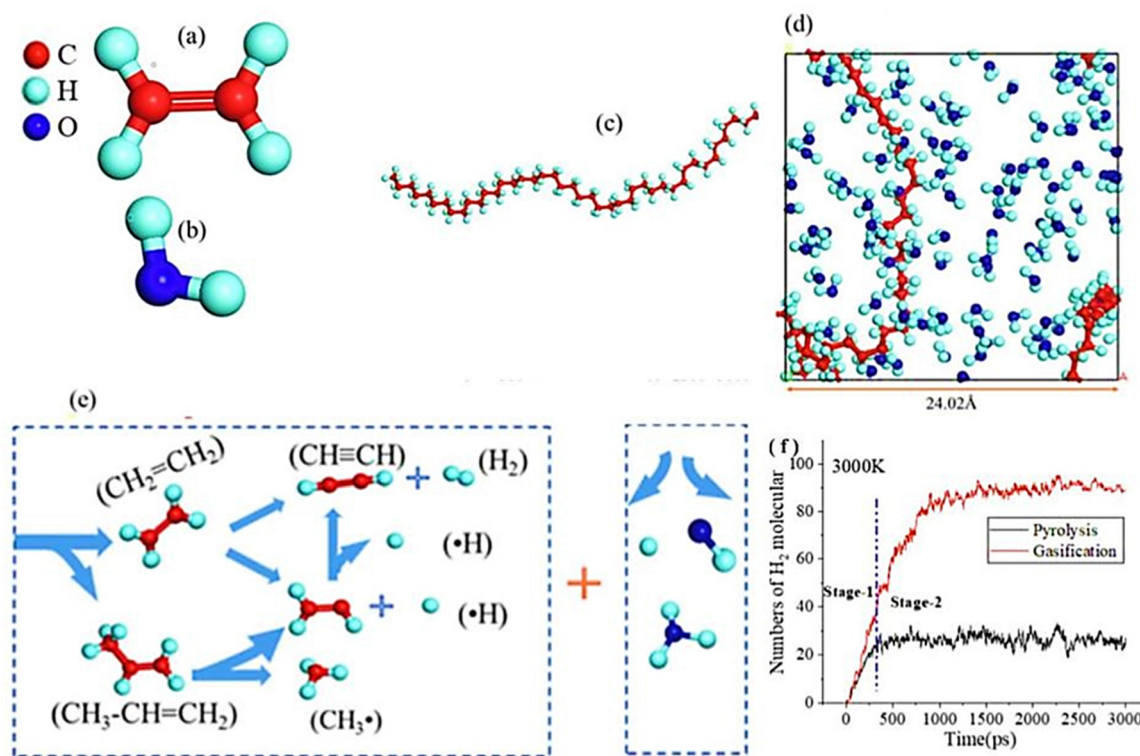 (a)
C
H
O
(b)
(c)
(d)
24.02Å
(e)
(CH₂=CH₂)
(CH≡CH)
(H₂)
(•H)
(•H)
(CH₃-CH=CH₂)
(CH₃•)
(f)
3000K
Pyrolysis
Gasification
Stage-1
Stage-2
Numbers of H₂ molecular
100
80
60
40
20
0
0 500 1000 1500 2000 2500 3000
Time(ps)